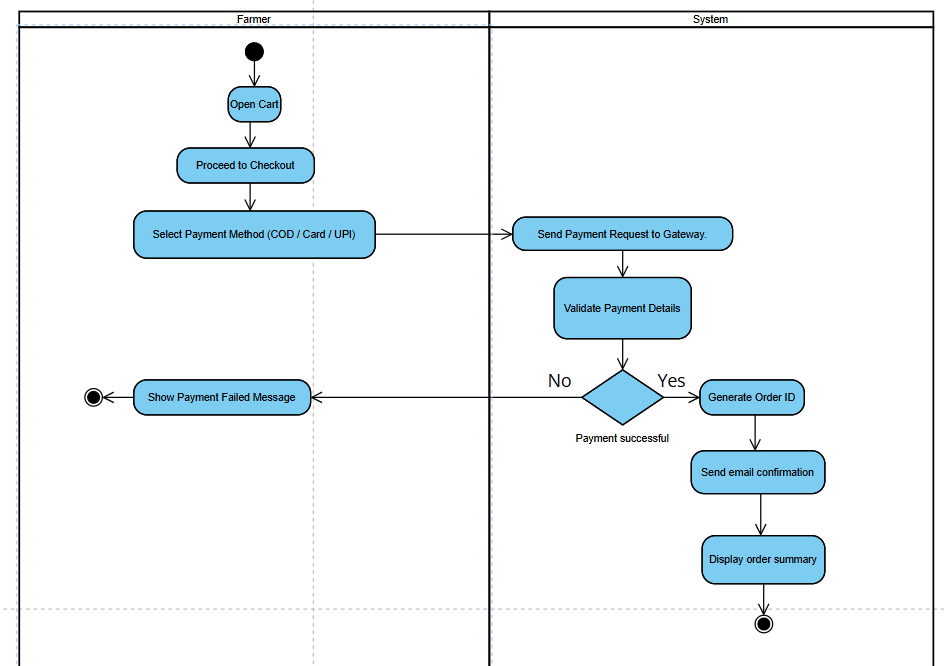 Farmer
System
Open Cart
Proceed to Checkout
Select Payment Method (COD / Card / UPI)
Send Payment Request to Gateway.
Validate Payment Details
No
Yes
Show Payment Failed Message
Generate Order ID
Payment successful
Send email confirmation
Display order summary